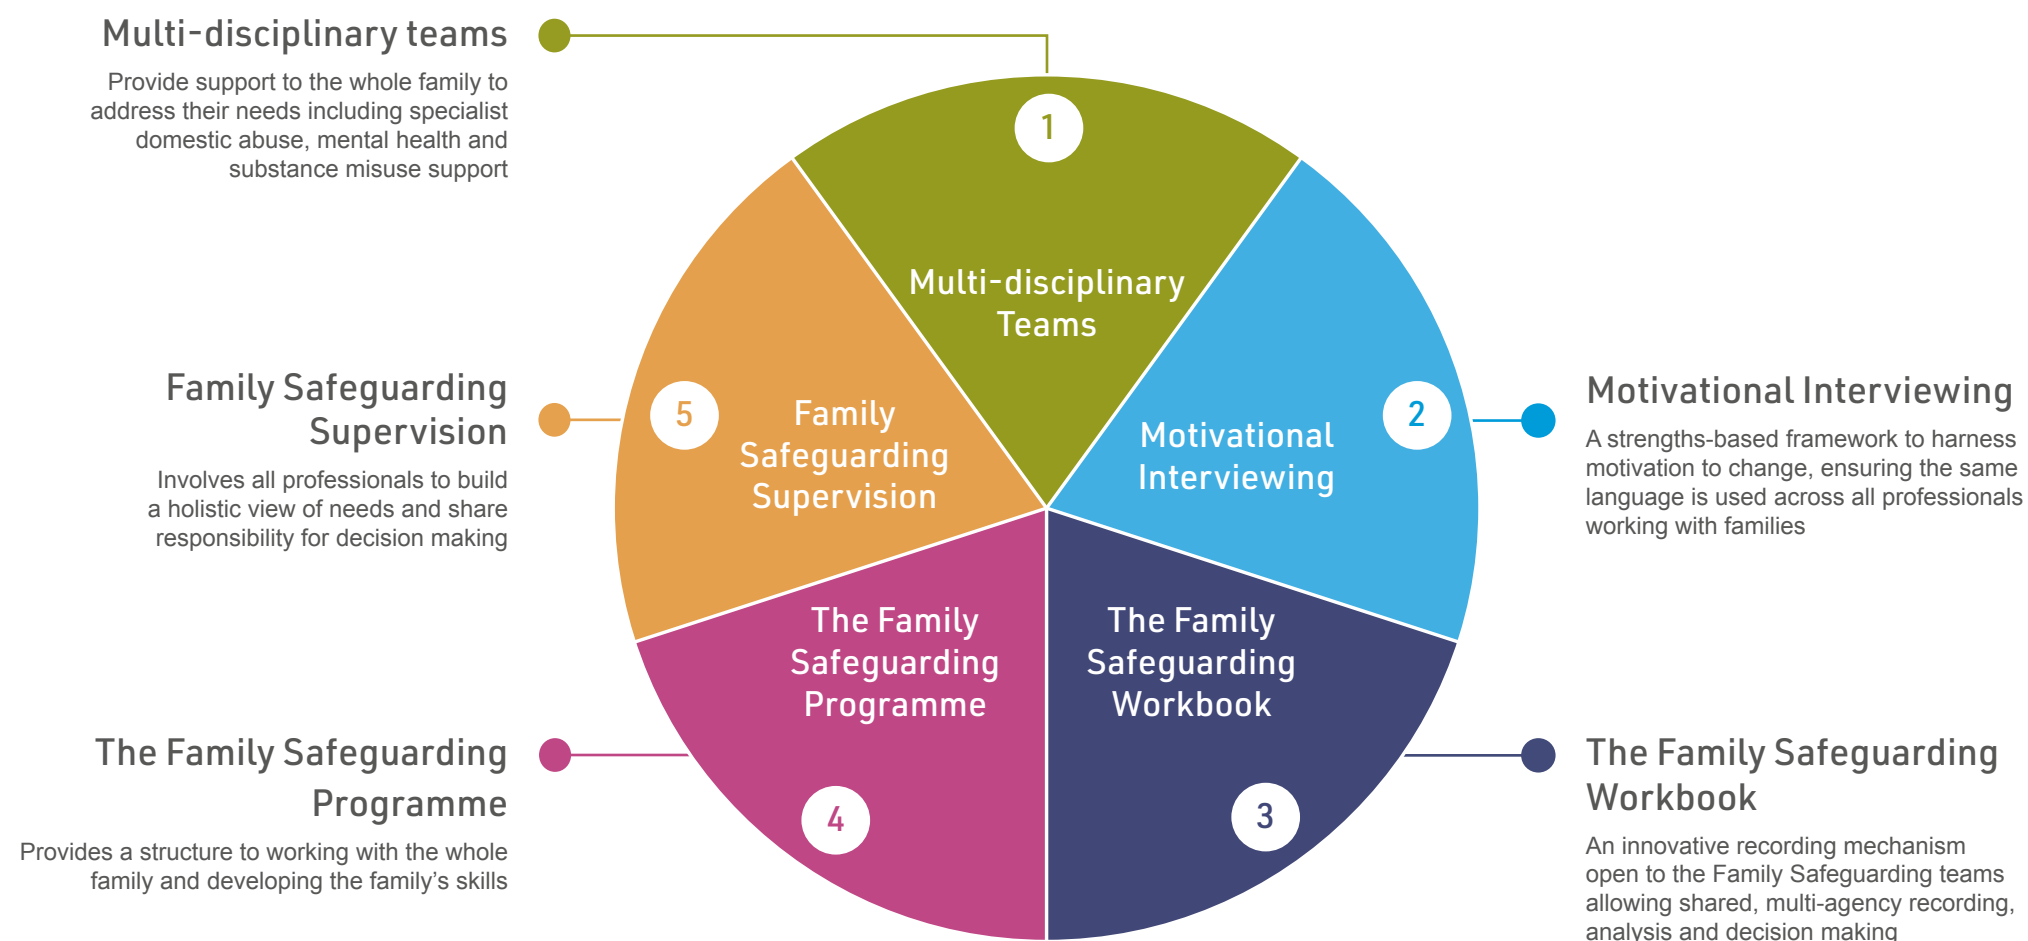 Multi-disciplinary teams
Provide support to the whole family to
address their needs including specialist
domestic abuse, mental health and
substance misuse support
1
Multi-disciplinary
Teams
Family Safeguarding
Supervision
Involves all professionals to build
a holistic view of needs and share
responsibility for decision making
5
Family
Safeguarding
Supervision
Motivational
Interviewing
2
Motivational Interviewing
A strengths-based framework to harness
motivation to change, ensuring the same
language is used across all professionals
working with families
The Family Safeguarding
Programme
Provides a structure to working with the whole
family and developing the family’s skills
The Family
Safeguarding
Programme
4
The Family
Safeguarding
Workbook
3
The Family Safeguarding
Workbook
An innovative recording mechanism
open to the Family Safeguarding teams
allowing shared, multi-agency recording,
analysis and decision making